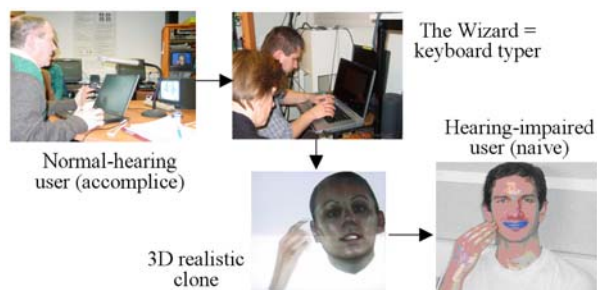 The Wizard =
keyboard typer
Normal-hearing
user (accomplice)
Hearing-impaired
user (naive)
3D realistic
clone